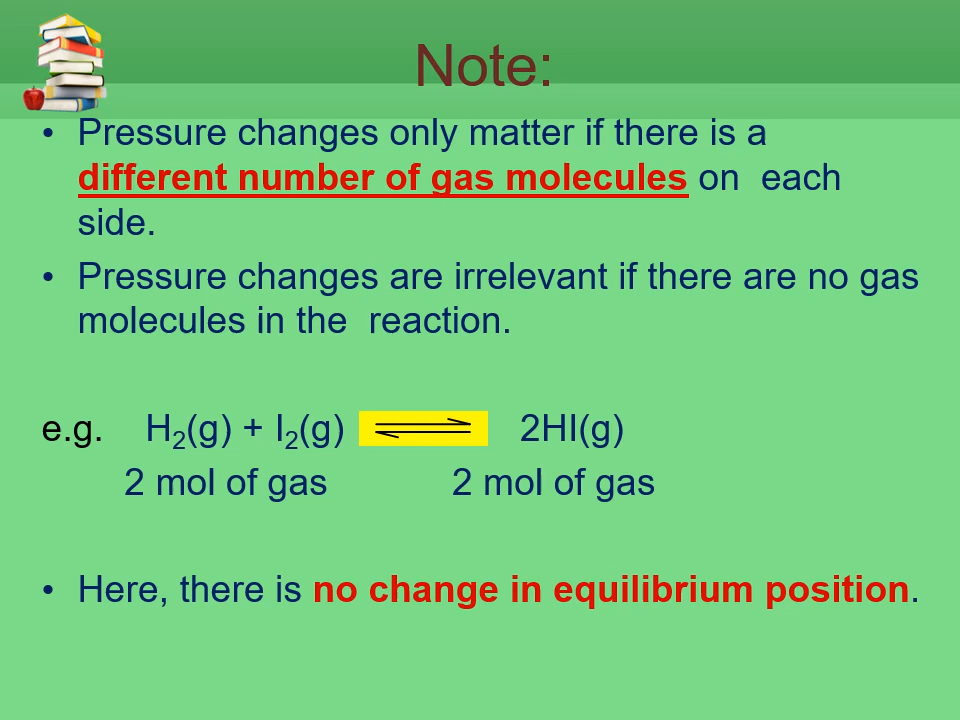 Note:
• Pressure changes only matter if there is a
different number of gas molecules on  each
side.
• Pressure changes are irrelevant if there are no gas
molecules in the  reaction.
e.g. H₂(g) + I₂(g) ⇌ 2HI(g)
2 mol of gas 2 mol of gas
• Here, there is no change in equilibrium position.